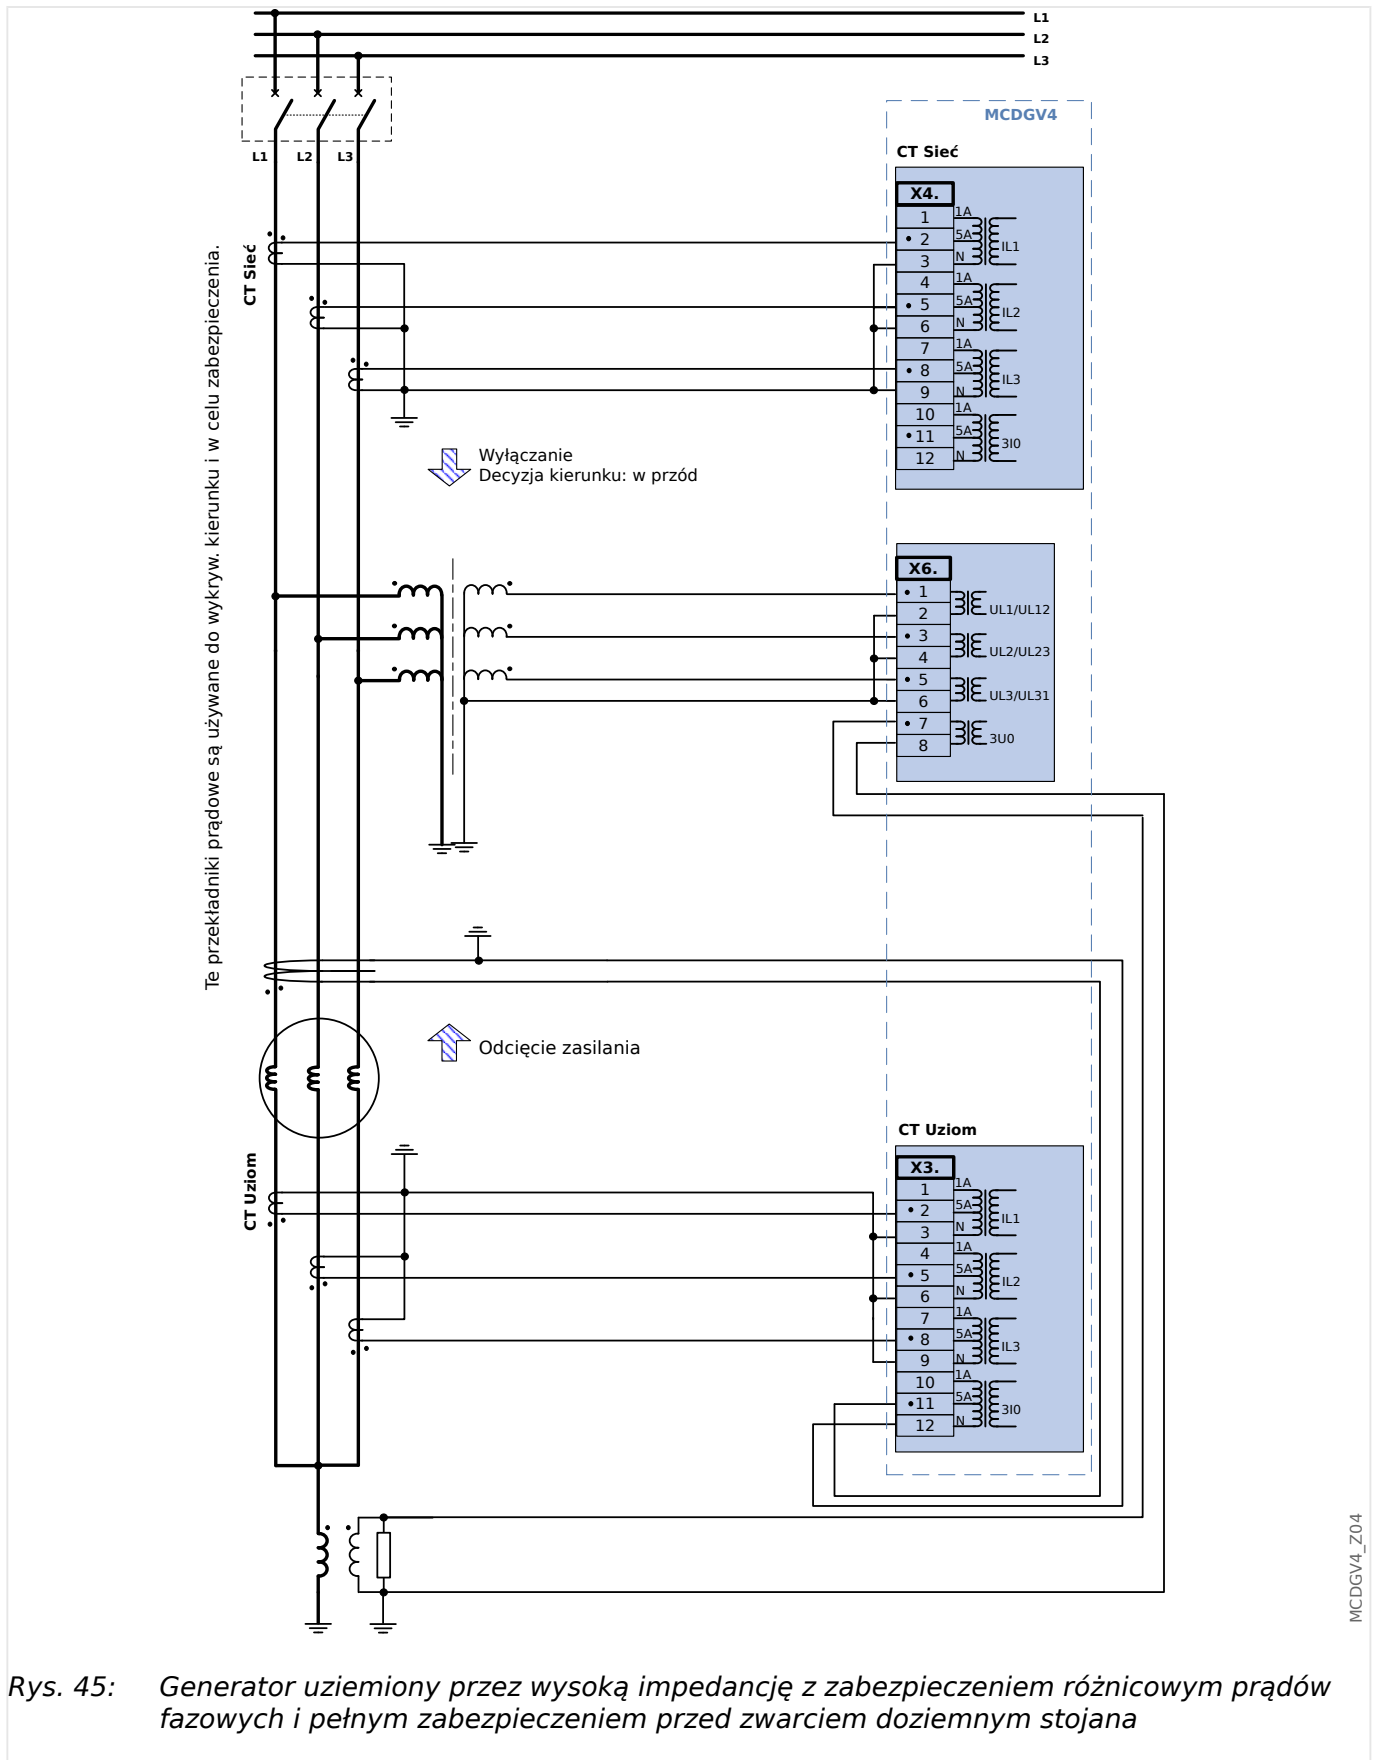 L1
L2
L3
MCDGV4
CT Sieć
L1 L2 L3
X4.
1 1A
• 2 5A IL1
3 N
4 1A
• 5 5A IL2
6 N
7 1A
• 8 5A IL3
9 N
10 1A
•11 5A 3I0
12 N
CT Sieć
Te przekładniki prądowe są używane do wykryw. kierunku i w celu zabezpieczenia.
Wyłączanie
Decyzja kierunku: w przód
X6.
• 1
2 UL1/UL12
• 3
4 UL2/UL23
• 5
6 UL3/UL31
• 7
8 3U0
Odcięcie zasilania
CT Uziom
CT Uziom
X3.
1 1A
• 2 5A IL1
3 N
4 1A
• 5 5A IL2
6 N
7 1A
• 8 5A IL3
9 N
10 1A
•11 5A 3I0
12 N
MCDGV4_Z04
Rys. 45: Generator uziemiony przez wysoką impedancję z zabezpieczeniem różnicowym prądów
fazowych i pełnym zabezpieczeniem przed zwarciem doziemnym stojana